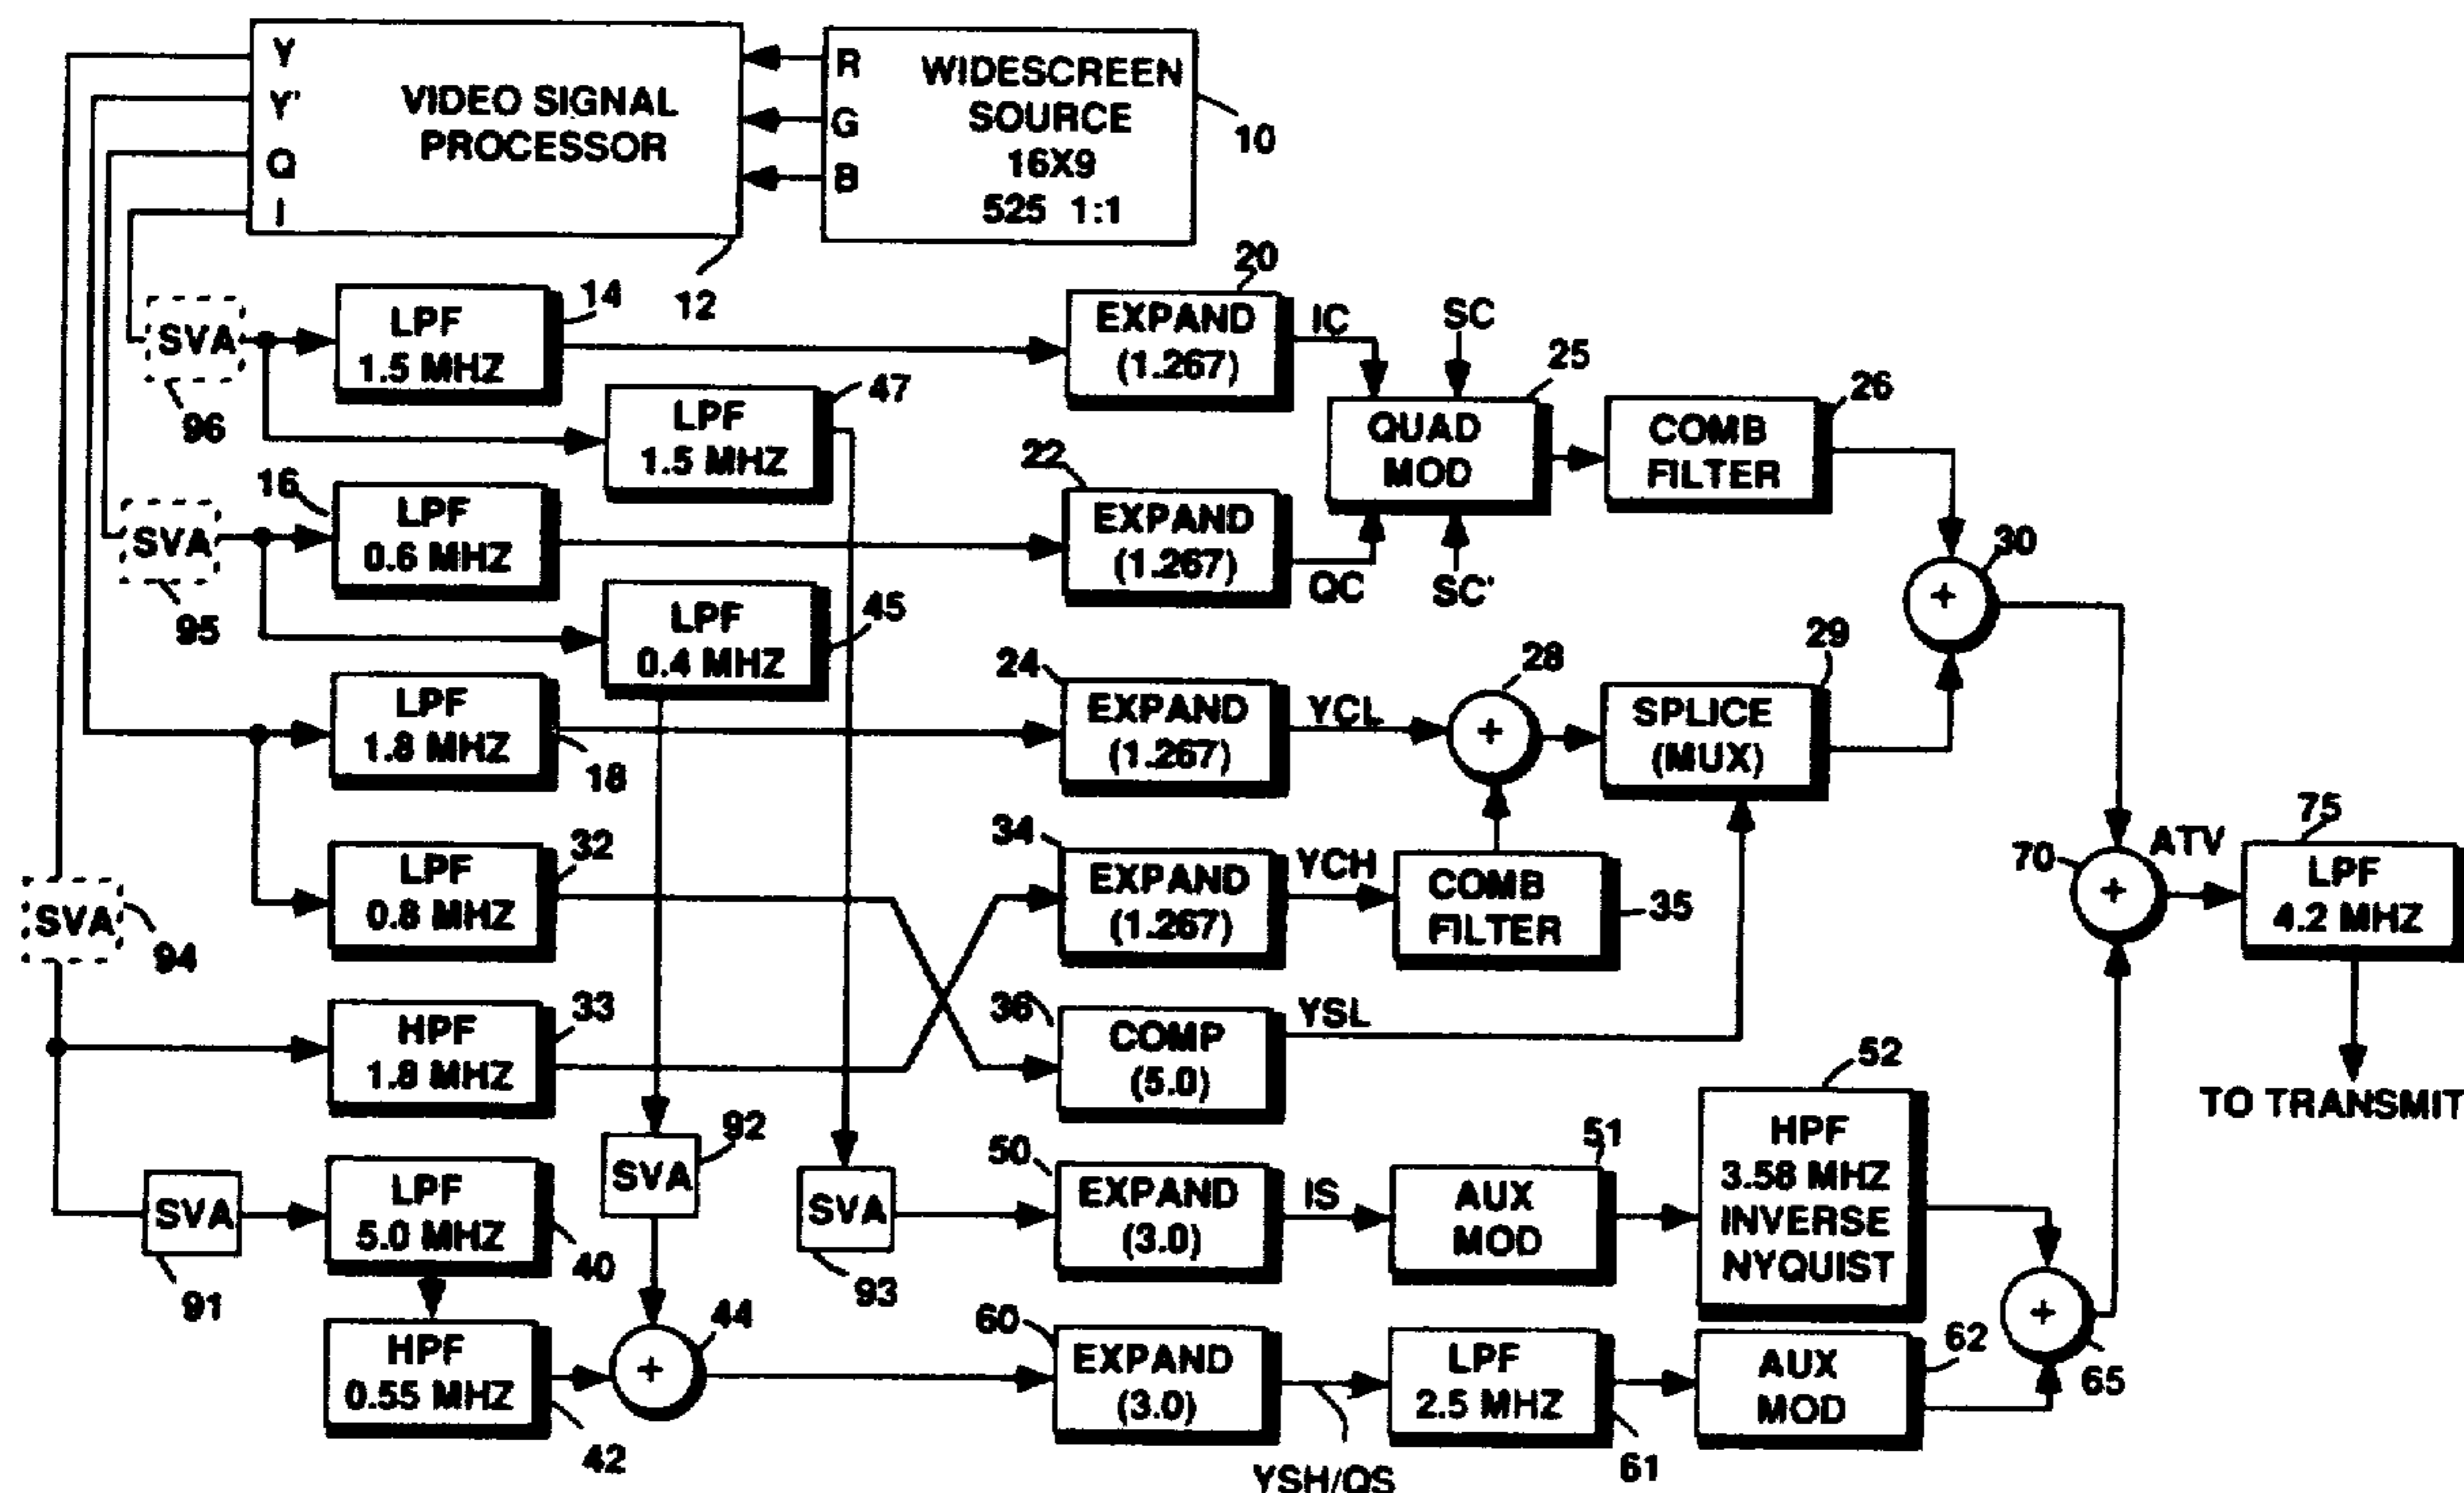 Y
Y'
Q
I
VIDEO SIGNAL
PROCESSOR
12
R
G
B
WIDESCREEN
SOURCE
16X9
525 1:1
10
SVA
96
LPF
1.5 MHZ
14
LPF
1.5 MHZ
47
EXPAND
(1.267)
20
IC
SC
QUAD
MOD
25
COMB
FILTER
26
SVA
95
16
LPF
0.6 MHZ
LPF
0.4 MHZ
45
22
EXPAND
(1.267)
QC
SC'
30
+
LPF
1.8 MHZ
18
24
EXPAND
(1.267)
YCL
28
+
SPLICE
(MUX)
29
SVA
94
LPF
0.8 MHZ
32
34
EXPAND
(1.267)
YCH
COMB
FILTER
35
70
+
ATV
75
LPF
4.2 MHZ
TO TRANSMIT
HPF
1.8 MHZ
33
36
COMP
(5.0)
YSL
SVA
91
LPF
5.0 MHZ
40
SVA
92
SVA
93
50
EXPAND
(3.0)
IS
AUX
MOD
51
HPF
3.58 MHZ
INVERSE
NYQUIST
52
HPF
0.55 MHZ
42
+
44
60
EXPAND
(3.0)
YSH/QS
LPF
2.5 MHZ
61
AUX
MOD
62
+
65